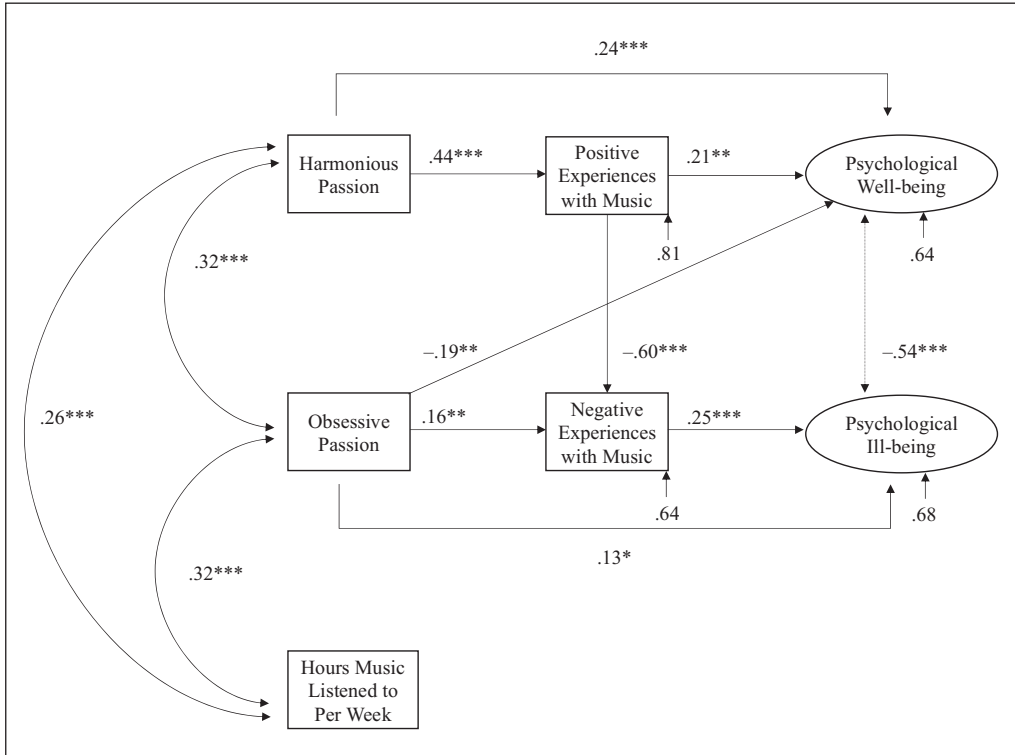 .24***
Harmonious
Passion
.44***
Positive
Experiences
with Music
.21**
Psychological
Well-being
.81
.64
.32***
–.19**
–.60***
–.54***
.26***
Obsessive
Passion
.16**
Negative
Experiences
with Music
.25***
Psychological
Ill-being
.64
.68
.13*
.32***
Hours Music
Listened to
Per Week